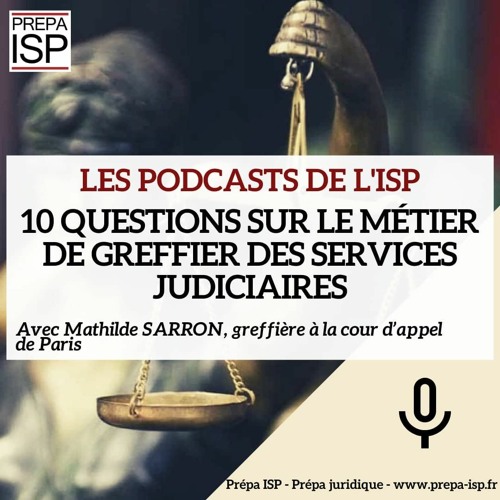 PREPA
ISP
LES PODCASTS DE L'ISP
10 QUESTIONS SUR LE MÉTIER
DE GREFFIER DES SERVICES
JUDICIAIRES
Avec Mathilde SARRON, greffière à la cour d’appel
de Paris
Prépa ISP - Prépa juridique - www.prepa-isp.fr